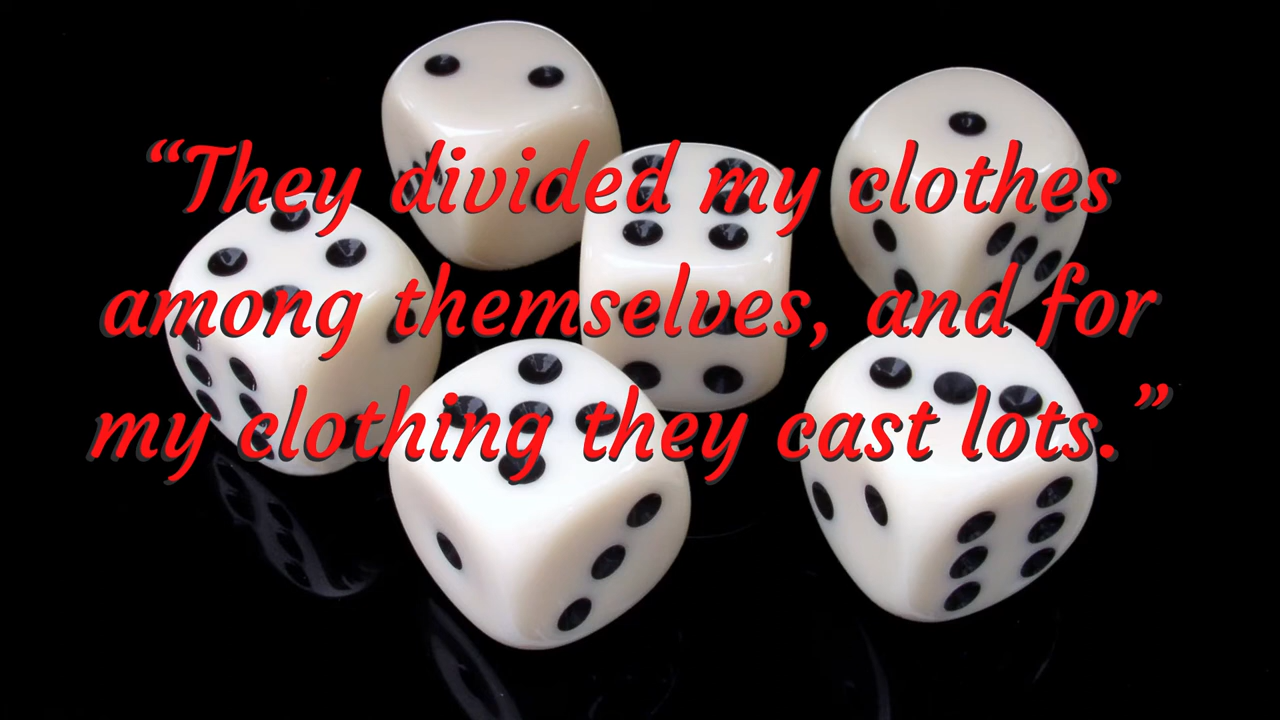 “They divided my clothes
among themselves, and for
my clothing they cast lots.”